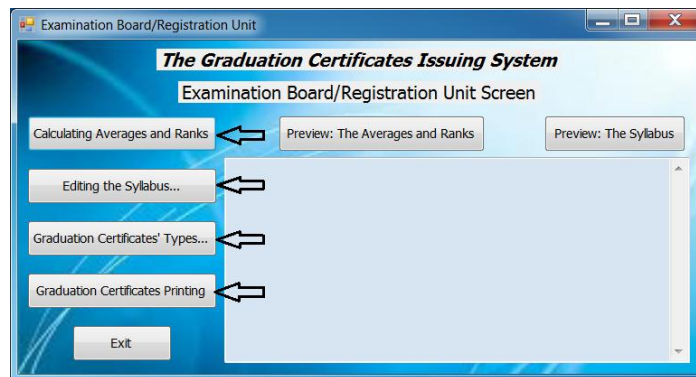 Examination Board/Registration Unit
The Graduation Certificates Issuing System
Examination Board/Registration Unit Screen
Calculating Averages and Ranks
Preview: The Averages and Ranks
Preview: The Syllabus
Editing the Sylabus...
Graduation Certificates' Types...
Graduation Certificates Printing
Exit